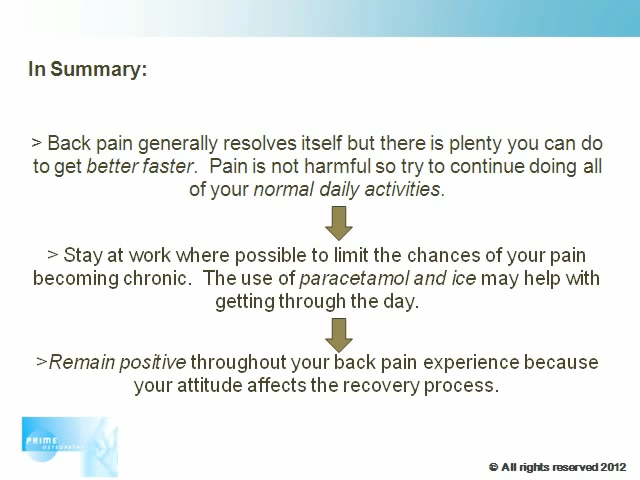 In Summary:
> Back pain generally resolves itself but there is plenty you can do
to get better faster.  Pain is not harmful so try to continue doing all
of your normal daily activities.
> Stay at work where possible to limit the chances of your pain
becoming chronic.  The use of paracetamol and ice may help with
getting through the day.
>Remain positive throughout your back pain experience because
your attitude affects the recovery process.
PRIME
OSTEOPATHY
© All rights reserved 2012